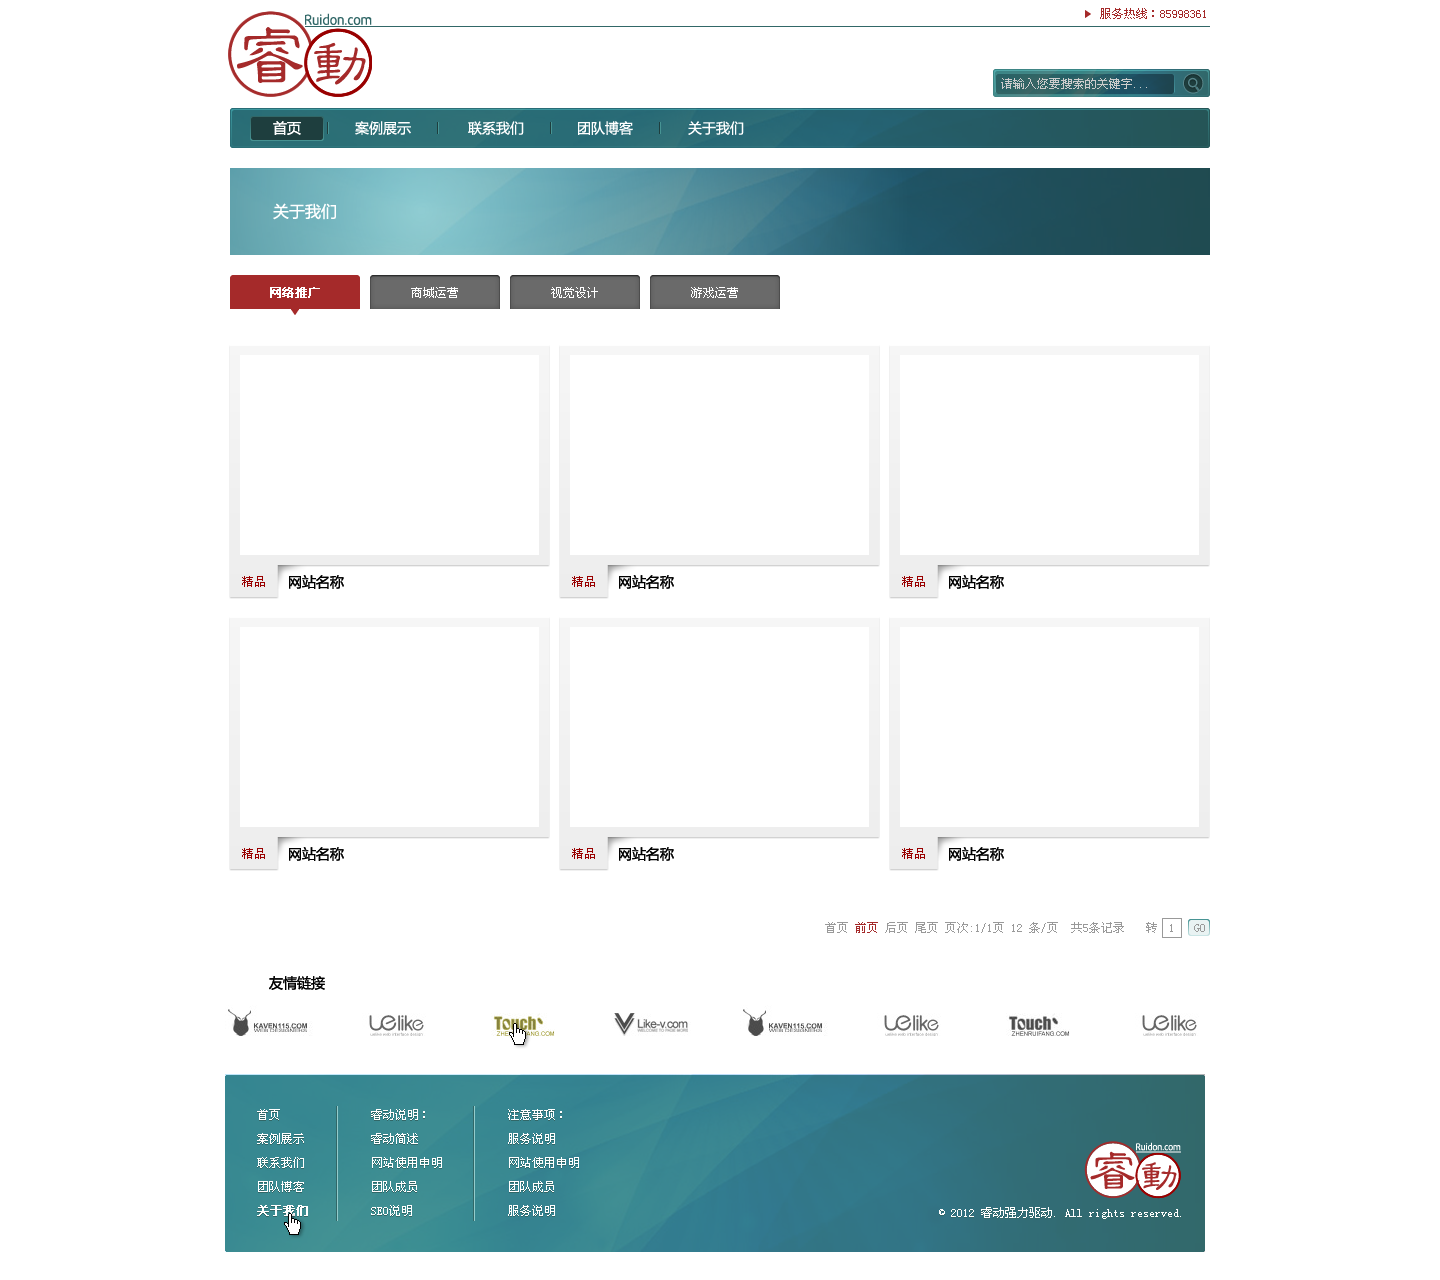 Ruidon.com
睿動
服务热线：85998361
请输入您要搜索的关键字...
首页 案例展示 联系我们 团队博客 关于我们
关于我们
网络推广 商城运营 视觉设计 游戏运营
精品 网站名称 精品 网站名称 精品 网站名称
精品 网站名称 精品 网站名称 精品 网站名称
首页 前页 后页 尾页 页次:1/1页 12 条/页 共5条记录 转 1 GO
友情链接
KAVEN115.COM Uelike Touch Like-v.com KAVEN115.COM Uelike Touch Uelike
WEB DESIGNERS ZHENRUIFANG.COM WELCOME TO PAGE WORK WEB DESIGNERS ZHENRUIFANG.COM
首页 睿动说明： 注意事项：
案例展示 睿动简述 服务说明
联系我们 网站使用申明 网站使用申明
团队博客 团队成员 团队成员
关于我们 SEO说明 服务说明
Ruidon.com
睿動
© 2012 睿动强力驱动. All rights reserved.